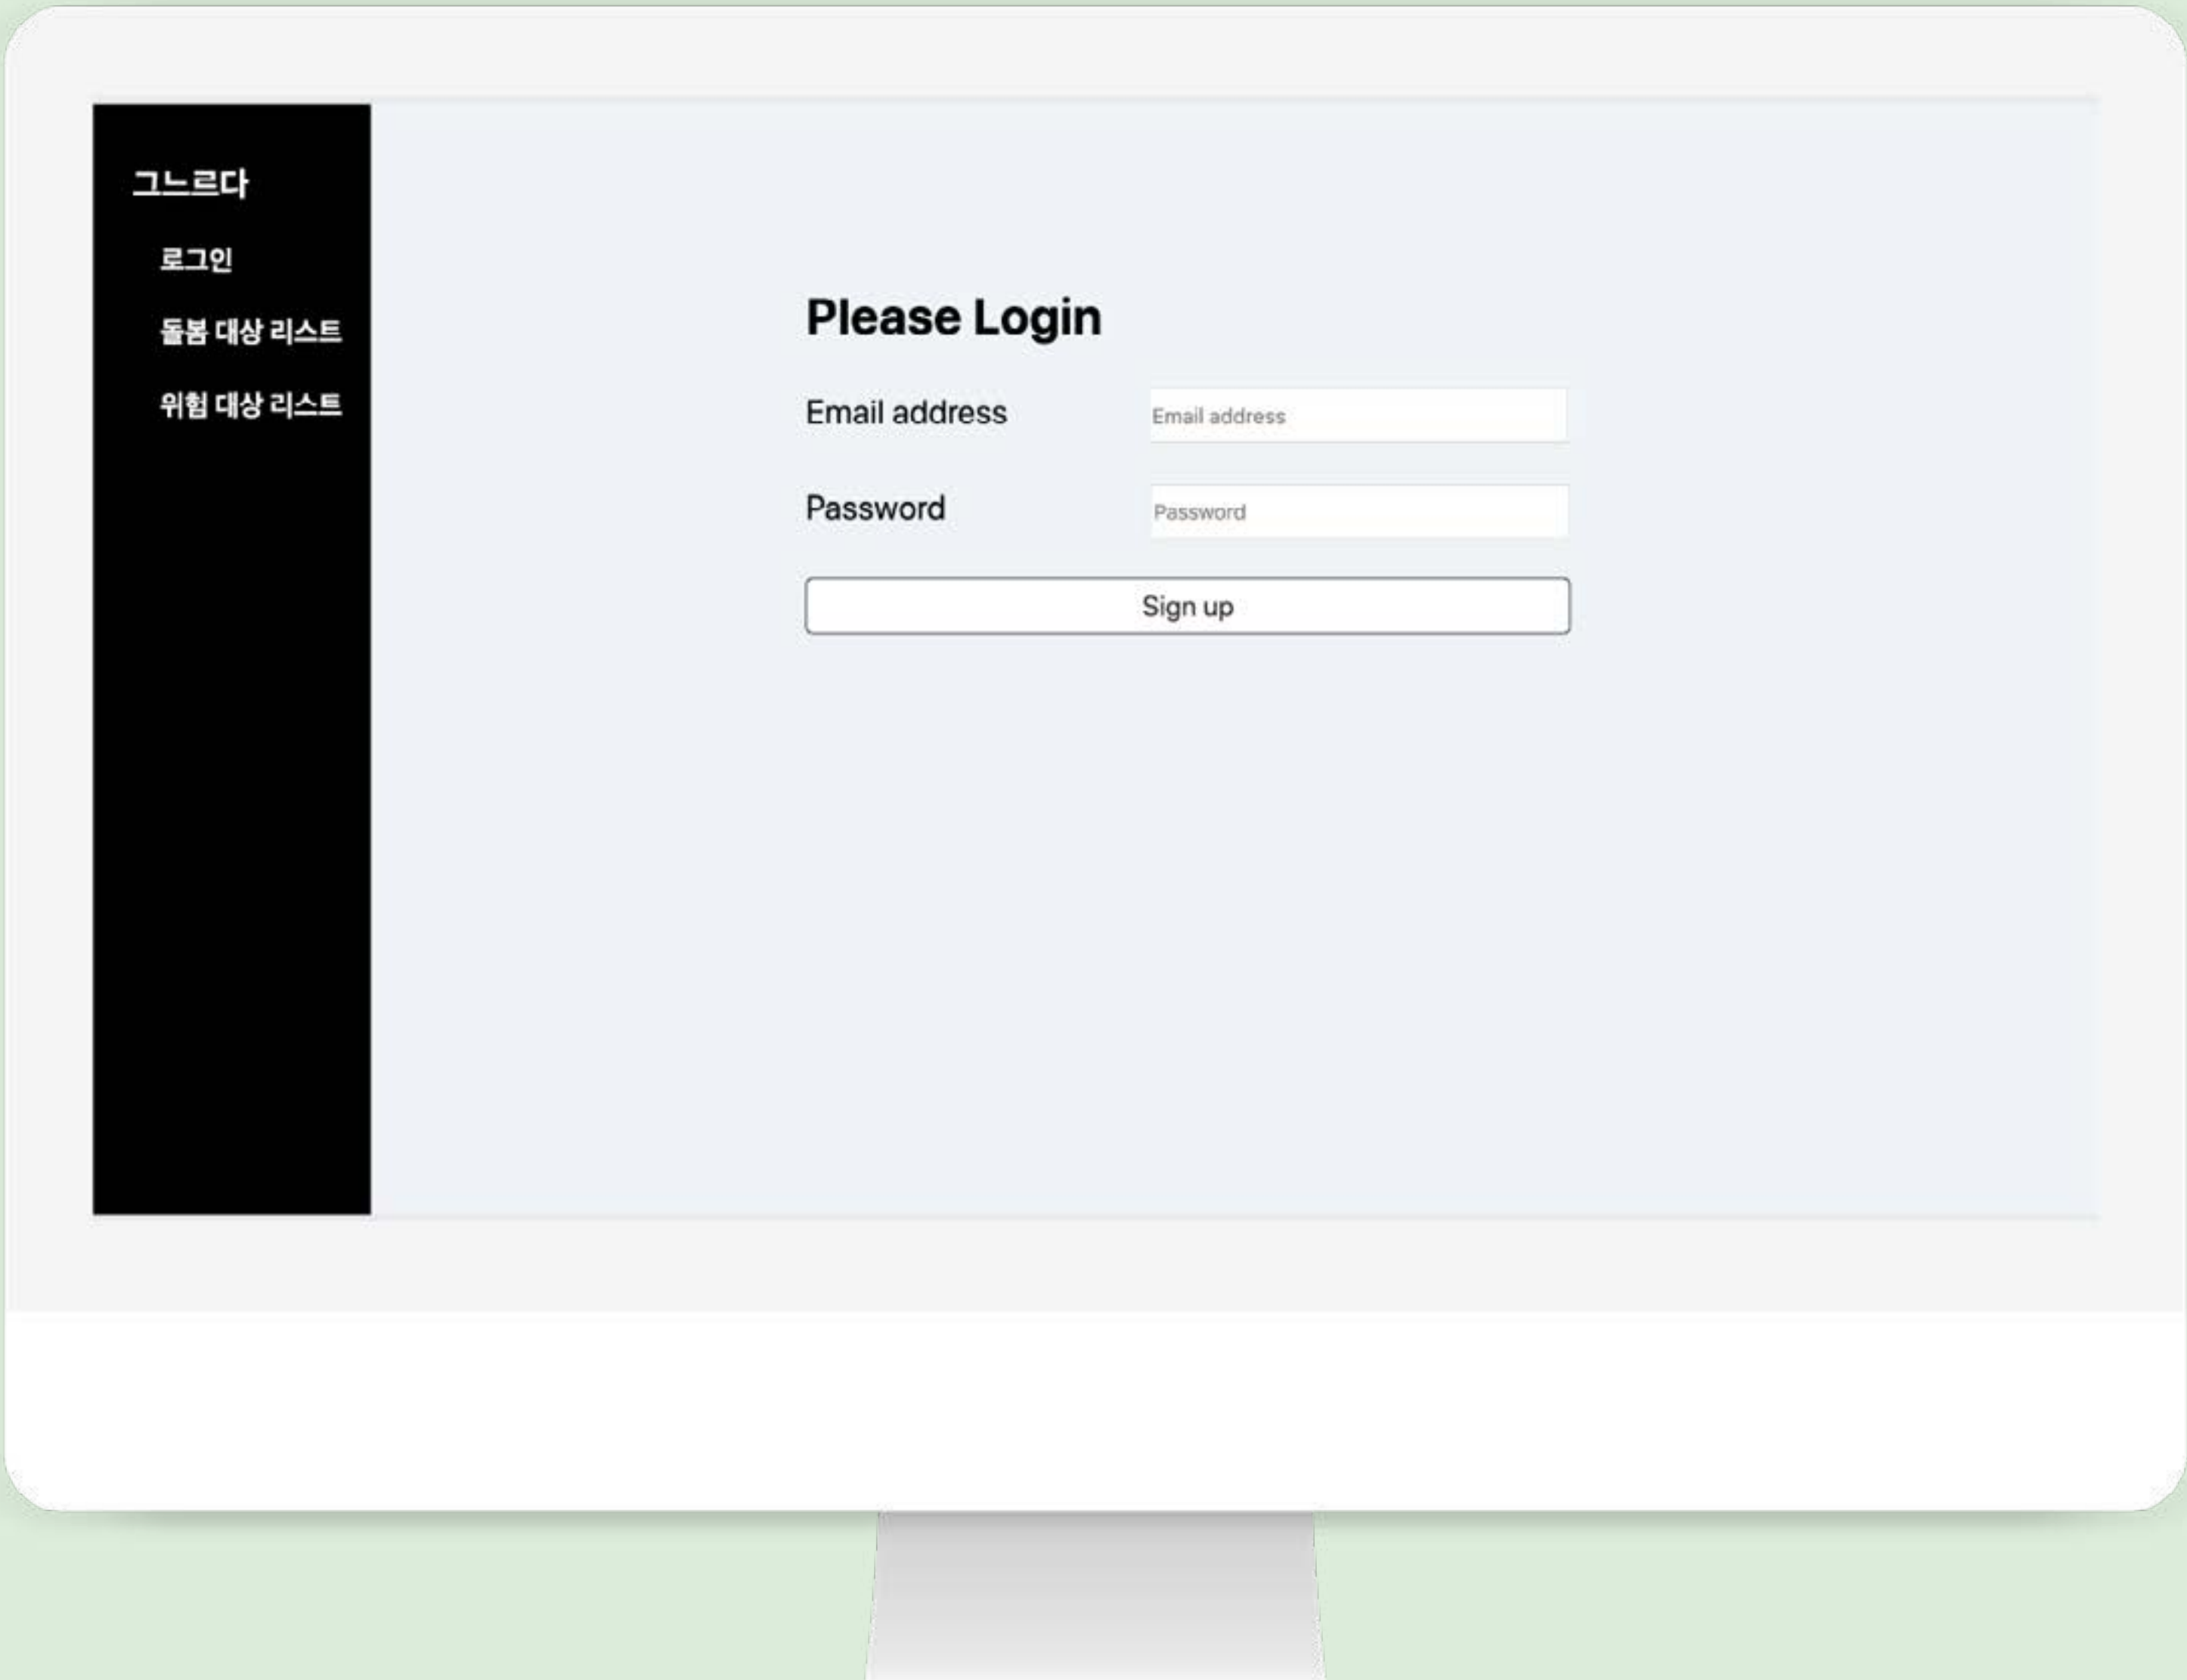 그느르다
로그인
돌봄 대상 리스트
위험 대상 리스트
Please Login
Email address
Email address
Password
Password
Sign up